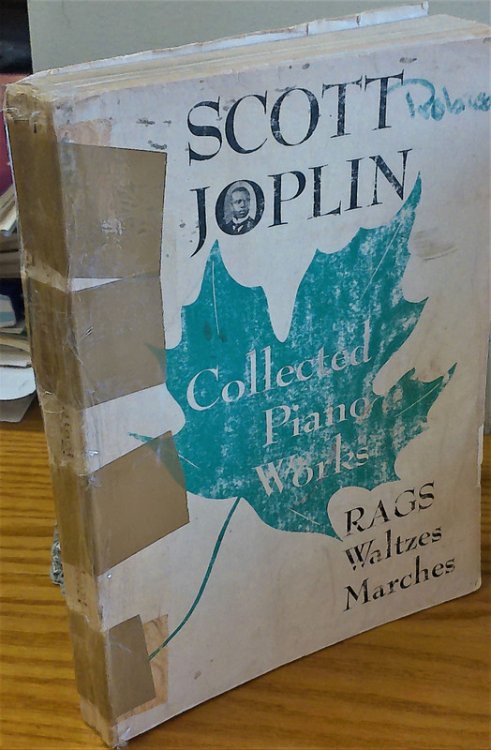 SCOTT
JOPLIN
Collected
Piano
Works
RAGS
Waltzes
Marches